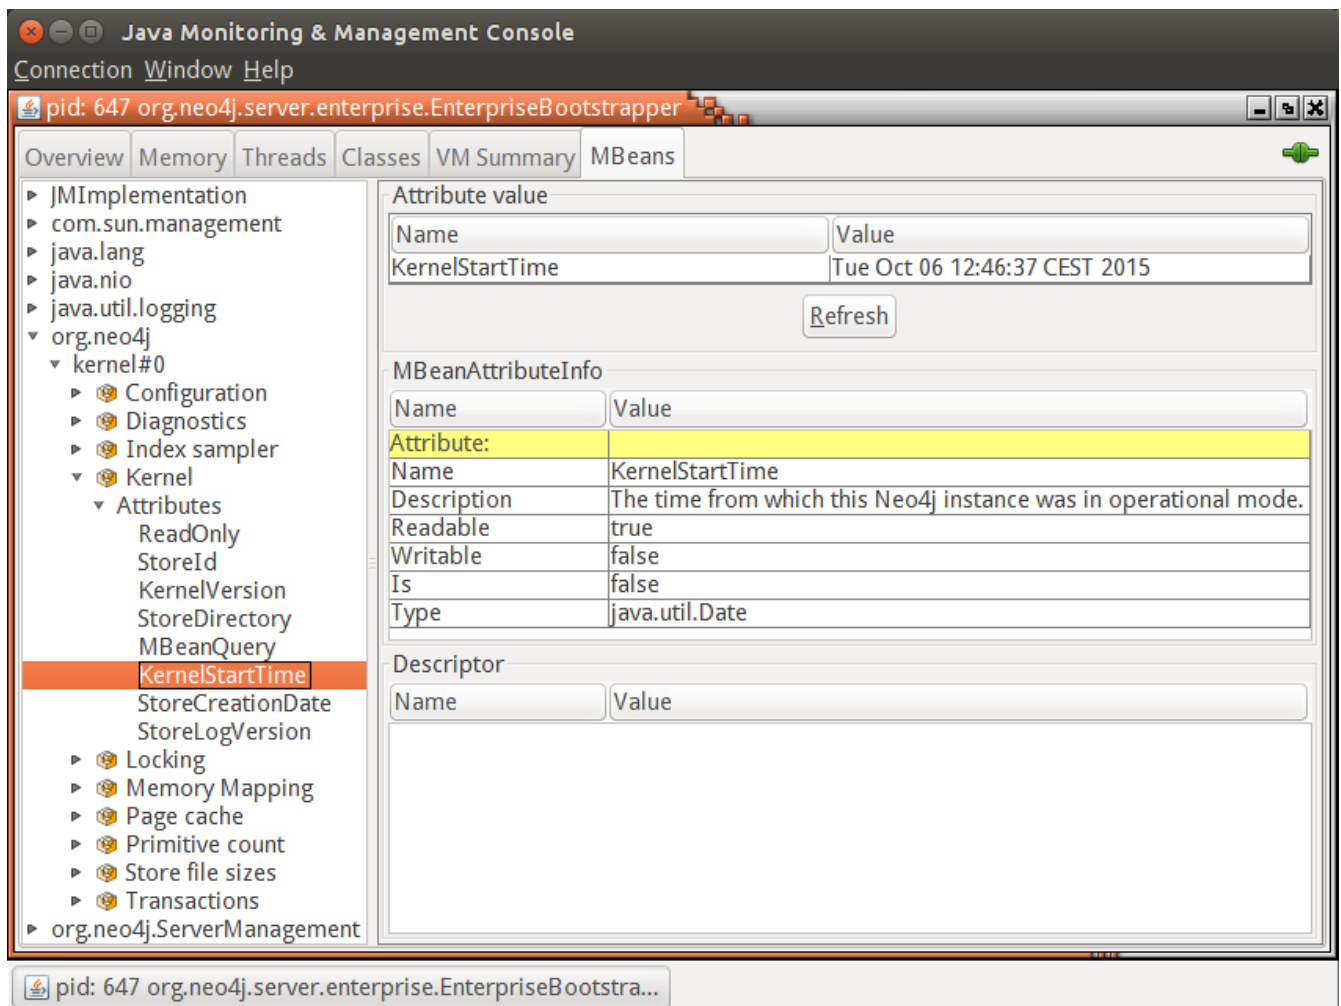 Java Monitoring & Management Console
Connection Window Help
pid: 647 org.neo4j.server.enterprise.EnterpriseBootstrapper
Overview Memory Threads Classes VM Summary MBeans
JMImplementation
com.sun.management
java.lang
java.nio
java.util.logging
org.neo4j
kernel#0
Configuration
Diagnostics
Index sampler
Kernel
Attributes
ReadOnly
StoreId
KernelVersion
StoreDirectory
MBeanQuery
KernelStartTime
StoreCreationDate
StoreLogVersion
Locking
Memory Mapping
Page cache
Primitive count
Store file sizes
Transactions
org.neo4j.ServerManagement
Attribute value
Name Value
KernelStartTime Tue Oct 06 12:46:37 CEST 2015
Refresh
MBeanAttributeInfo
Name Value
Attribute:
Name KernelStartTime
Description The time from which this Neo4j instance was in operational mode.
Readable true
Writable false
Is false
Type java.util.Date
Descriptor
Name Value
pid: 647 org.neo4j.server.enterprise.EnterpriseBootstra...